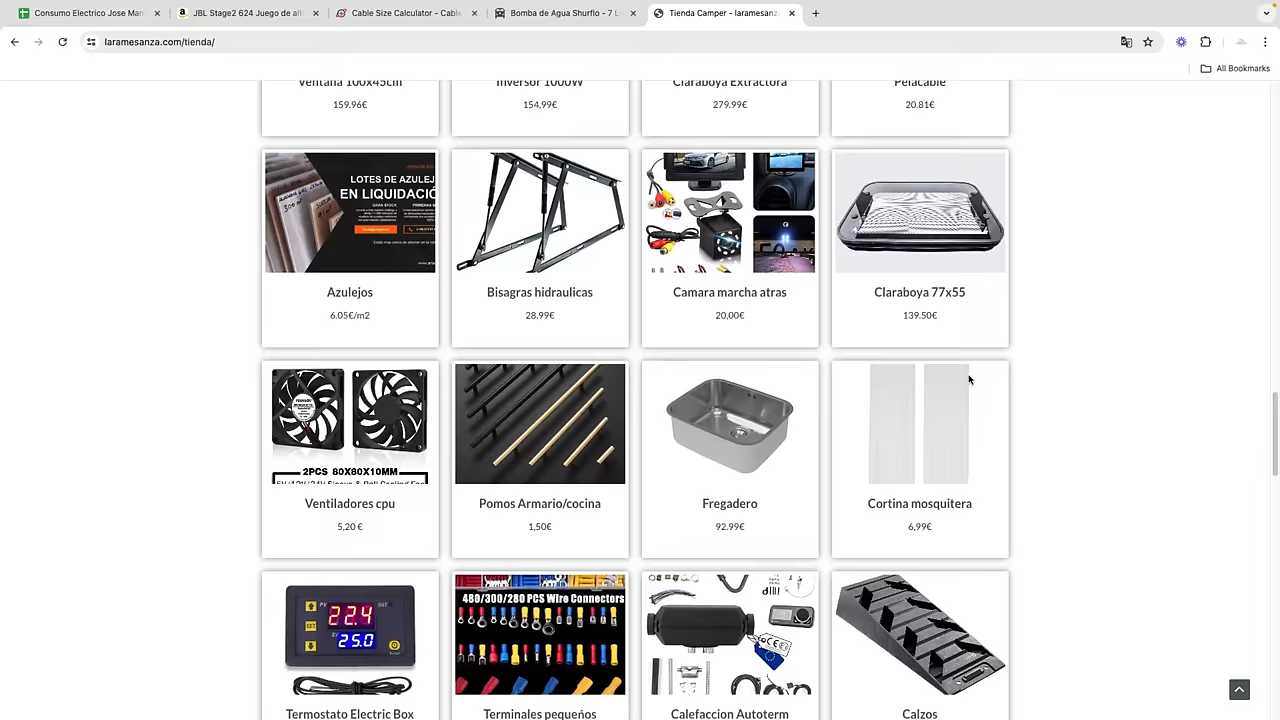 Consumo Electrico Jose Man
JBL Stage2 624 Juego de alt
Cable Size Calculator - Cable
Bomba de Agua Shurflo - 7 L
Tienda Camper - laramesanza
laramesanza.com/tienda/
All Bookmarks
Ventana 100x45cm
Inversor 1000W
Claraboya Extractora
Pelacable
159.96€
154,99€
279.99€
20.81€
LOTES DE AZULEJ
EN LIQUIDACIÓ
Azulejos
Bisagras hidraulicas
Camara marcha atras
Claraboya 77x55
6.05€/m2
28,99€
20,00€
139.50€
2PCS 80X80X10MM
Ventiladores cpu
Pomos Armario/cocina
Fregadero
Cortina mosquitera
5,20 €
1,50€
92.99€
6,99€
22.4
SET
25.0
480/300/280 PCS Wire Connectors
CE
Termostato Electric Box
Terminales pequeños
Calefaccion Autoterm
Calzos